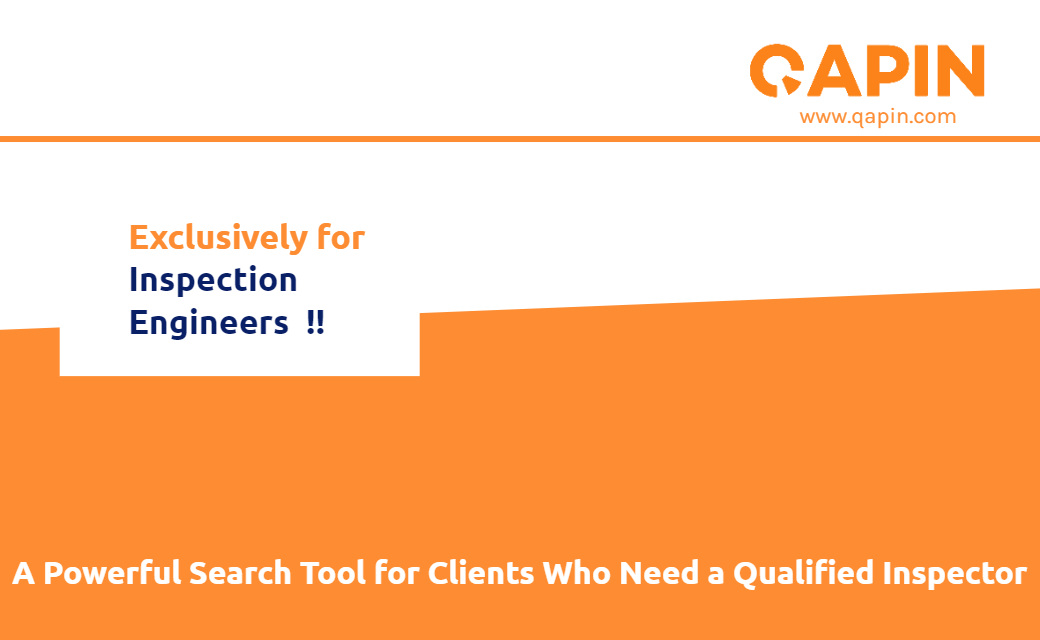 QAPIN
www.qapin.com
Exclusively for
Inspection
Engineers !!
A Powerful Search Tool for Clients Who Need a Qualified Inspector